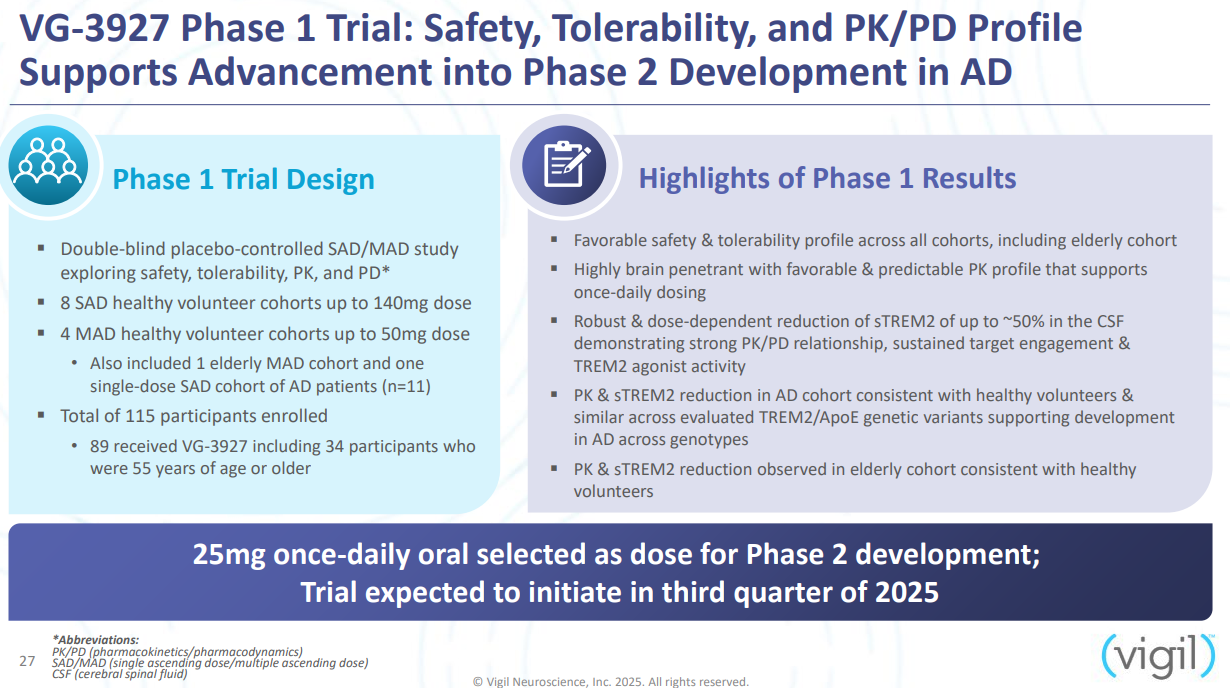 VG-3927 Phase 1 Trial: Safety, Tolerability, and PK/PD Profile
Supports Advancement into Phase 2 Development in AD
Phase 1 Trial Design
▪ Double-blind placebo-controlled SAD/MAD study
exploring safety, tolerability, PK, and PD*
▪ 8 SAD healthy volunteer cohorts up to 140mg dose
▪ 4 MAD healthy volunteer cohorts up to 50mg dose
• Also included 1 elderly MAD cohort and one
single-dose SAD cohort of AD patients (n=11)
▪ Total of 115 participants enrolled
• 89 received VG-3927 including 34 participants who
were 55 years of age or older
Highlights of Phase 1 Results
▪ Favorable safety & tolerability profile across all cohorts, including elderly cohort
▪ Highly brain penetrant with favorable & predictable PK profile that supports
once-daily dosing
▪ Robust & dose-dependent reduction of sTREM2 of up to ~50% in the CSF
demonstrating strong PK/PD relationship, sustained target engagement &
TREM2 agonist activity
▪ PK & sTREM2 reduction in AD cohort consistent with healthy volunteers &
similar across evaluated TREM2/ApoE genetic variants supporting development
in AD across genotypes
▪ PK & sTREM2 reduction observed in elderly cohort consistent with healthy
volunteers
25mg once-daily oral selected as dose for Phase 2 development;
Trial expected to initiate in third quarter of 2025
*Abbreviations:
PK/PD (pharmacokinetics/pharmacodynamics)
SAD/MAD (single ascending dose/multiple ascending dose)
CSF (cerebral spinal fluid)
27
© Vigil Neuroscience, Inc. 2025. All rights reserved.
(vigil)™